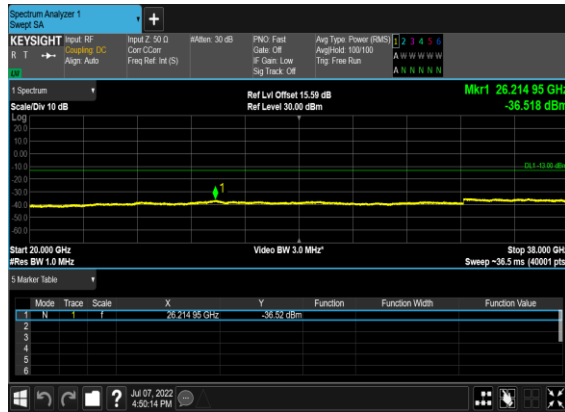 Spectrum Analyzer 1
Swept SA
+
KEYSIGHT Input: RF Input Z: 50 Ω #Atten: 30 dB PNO: Fast Avg Type: Power (RMS) 1 2 3 4 5 6
R T Coupling: DC Corr CCorr Gate: Off Avg|Hold: 100/100 A W W W W W
Align: Auto Freq Ref: Int (S) IF Gain: Low Trig: Free Run
Sig Track: Off A N N N N N
LU
1 Spectrum Ref Lvl Offset 15.59 dB Mkr1 26.214 95 GHz
Scale/Div 10 dB Ref Level 30.00 dBm -36.518 dBm
Log
20.0
10.0
0.00
-10.0 DL1 -13.00 dBm
-20.0
-30.0 1
-40.0
-50.0
-60.0
Start 20.000 GHz Video BW 3.0 MHz* Stop 38.000 GHz
#Res BW 1.0 MHz Sweep ~36.5 ms (40001 pts)
5 Marker Table
Mode Trace Scale X Y Function Function Width Function Value
1 N 1 f 26.214 95 GHz -36.52 dBm
2
3
4
5
6
? Jul 07, 2022
4:50:14 PM